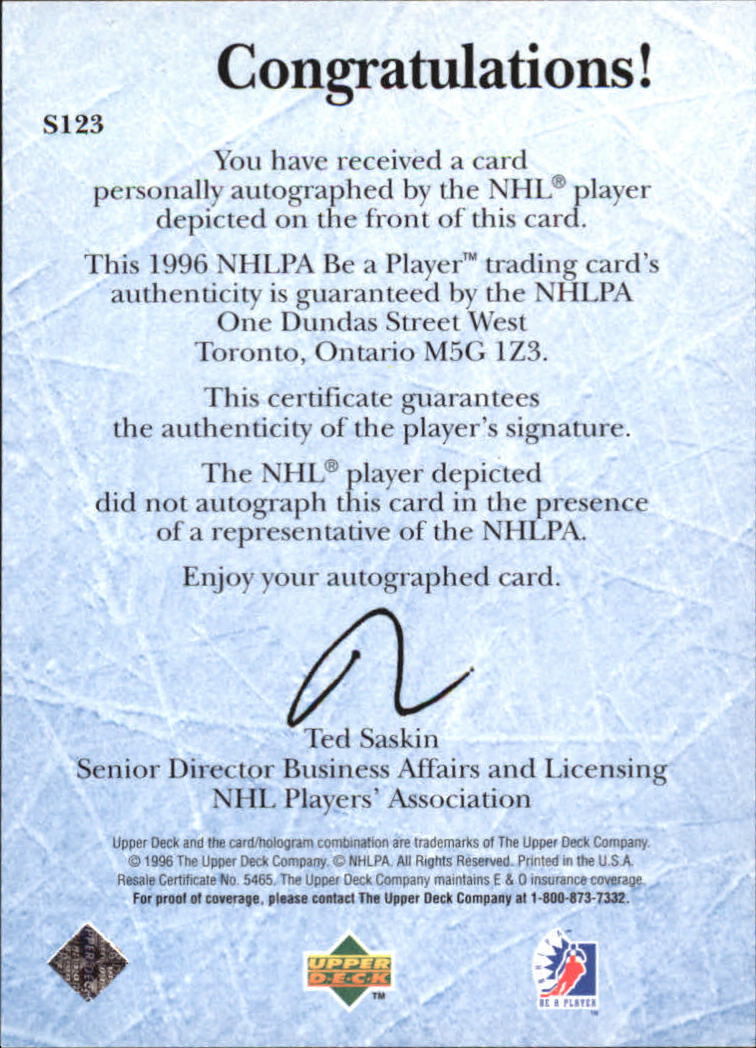 Congratulations!
S123
You have received a card
personally autographed by the NHL® player
depicted on the front of this card.
This 1996 NHLPA Be a Player™ trading card's
authenticity is guaranteed by the NHLPA
One Dundas Street West
Toronto, Ontario M5G 1Z3.
This certificate guarantees
the authenticity of the player's signature.
The NHL® player depicted
did not autograph this card in the presence
of a representative of the NHLPA.
Enjoy your autographed card.
Ted Saskin
Senior Director Business Affairs and Licensing
NHL Players' Association
Upper Deck and the card/hologram combination are trademarks of The Upper Deck Company.
© 1996 The Upper Deck Company. © NHLPA. All Rights Reserved. Printed in the U.S.A.
Resale Certificate No. 5465. The Upper Deck Company maintains E & O insurance coverage.
For proof of coverage, please contact The Upper Deck Company at 1-800-873-7332.
UPPER
DECK
TM
NHLPA
BE A PLAYER
TM